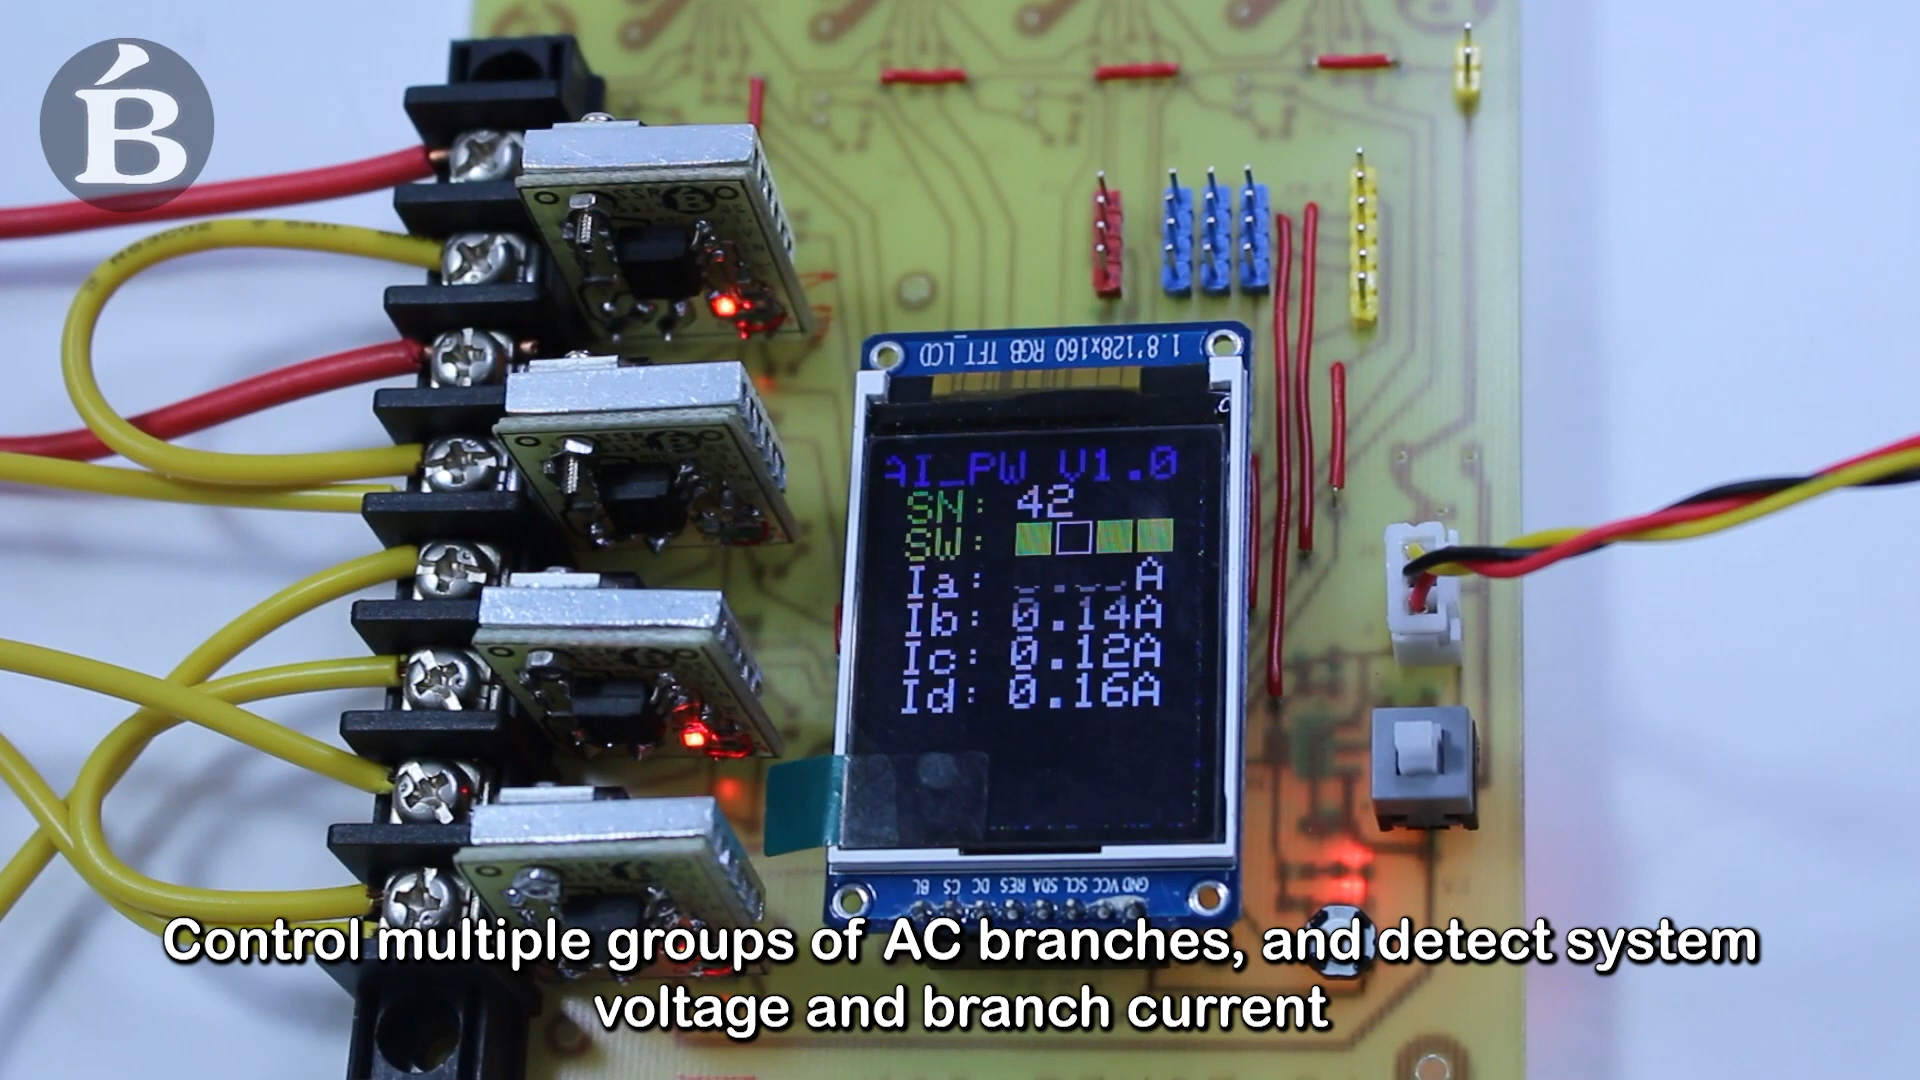 B́
1.8'128x160 RGB TFT_LCD
AI_PW V1.0
SN: 42
SW:
Ia: _.__A
Ib: 0.14A
Ic: 0.12A
Id: 0.16A
GND VCC SCL SDA RES DC CS BL
Control multiple groups of AC branches, and detect system
voltage and branch current